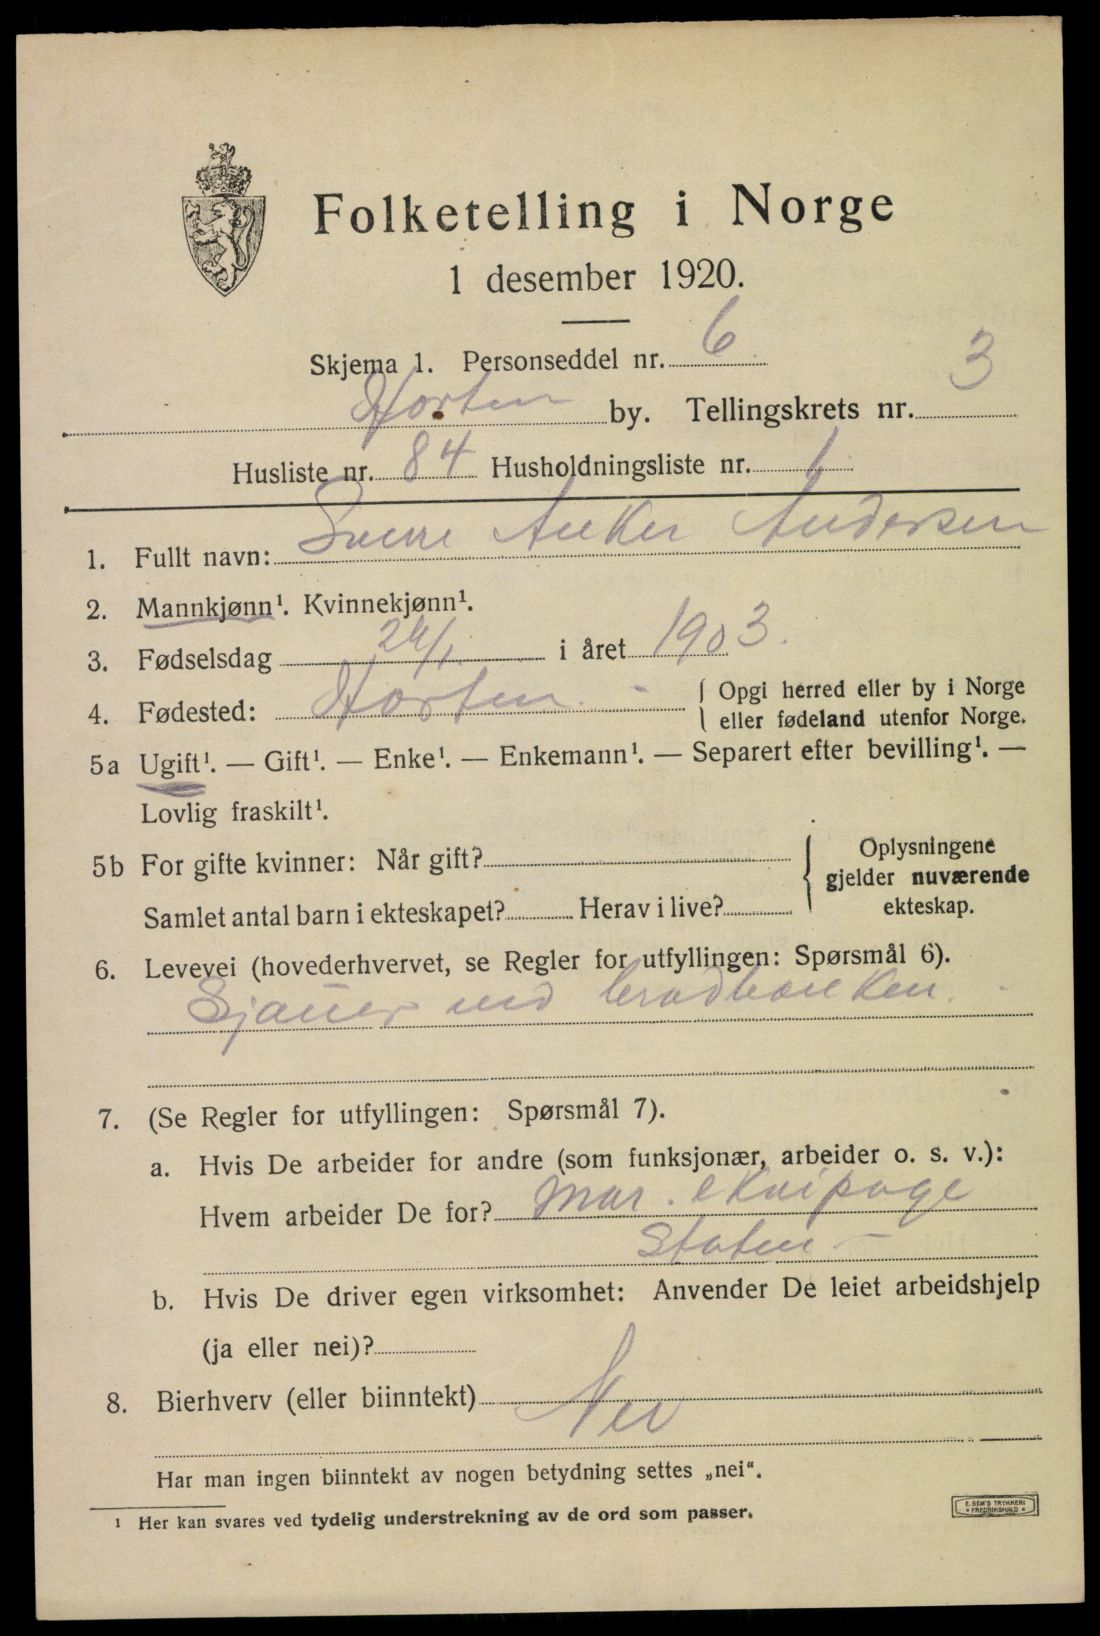 Folketelling i Norge
1 desember 1920.
Skjema 1. Personseddel nr. 6
Horten by. Tellingskrets nr. 3
Husliste nr. 84 Husholdningsliste nr. 1
1. Fullt navn: Sverre Anker Andersen
2. Mannkjønn¹. Kvinnekjønn¹.
3. Fødselsdag /1. i året 1903.
4. Fødested: Horten. - { Opgi herred eller by i Norge
eller fødeland utenfor Norge.
5a Ugift¹. — Gift¹. — Enke¹. — Enkemann¹. — Separert efter bevilling¹. —
Lovlig fraskilt¹.
5b For gifte kvinner: Når gift?
Samlet antal barn i ekteskapet? Herav i live?
{ Oplysningene
gjelder nuværende
ekteskap.
6. Levevei (hovederhvervet, se Regler for utfyllingen: Spørsmål 6).
Sjauer ved
7. (Se Regler for utfyllingen: Spørsmål 7).
a. Hvis De arbeider for andre (som funksjonær, arbeider o. s. v.):
Hvem arbeider De for? Mar. ekvipage
Staten -
b. Hvis De driver egen virksomhet: Anvender De leiet arbeidshjelp
(ja eller nei)?
8. Bierhverv (eller biinntekt) Nei
Har man ingen biinntekt av nogen betydning settes „nei“.
¹ Her kan svares ved tydelig understrekning av de ord som passer.
E. SEM'S TRYKKERI
* FREDRIKSHALD *